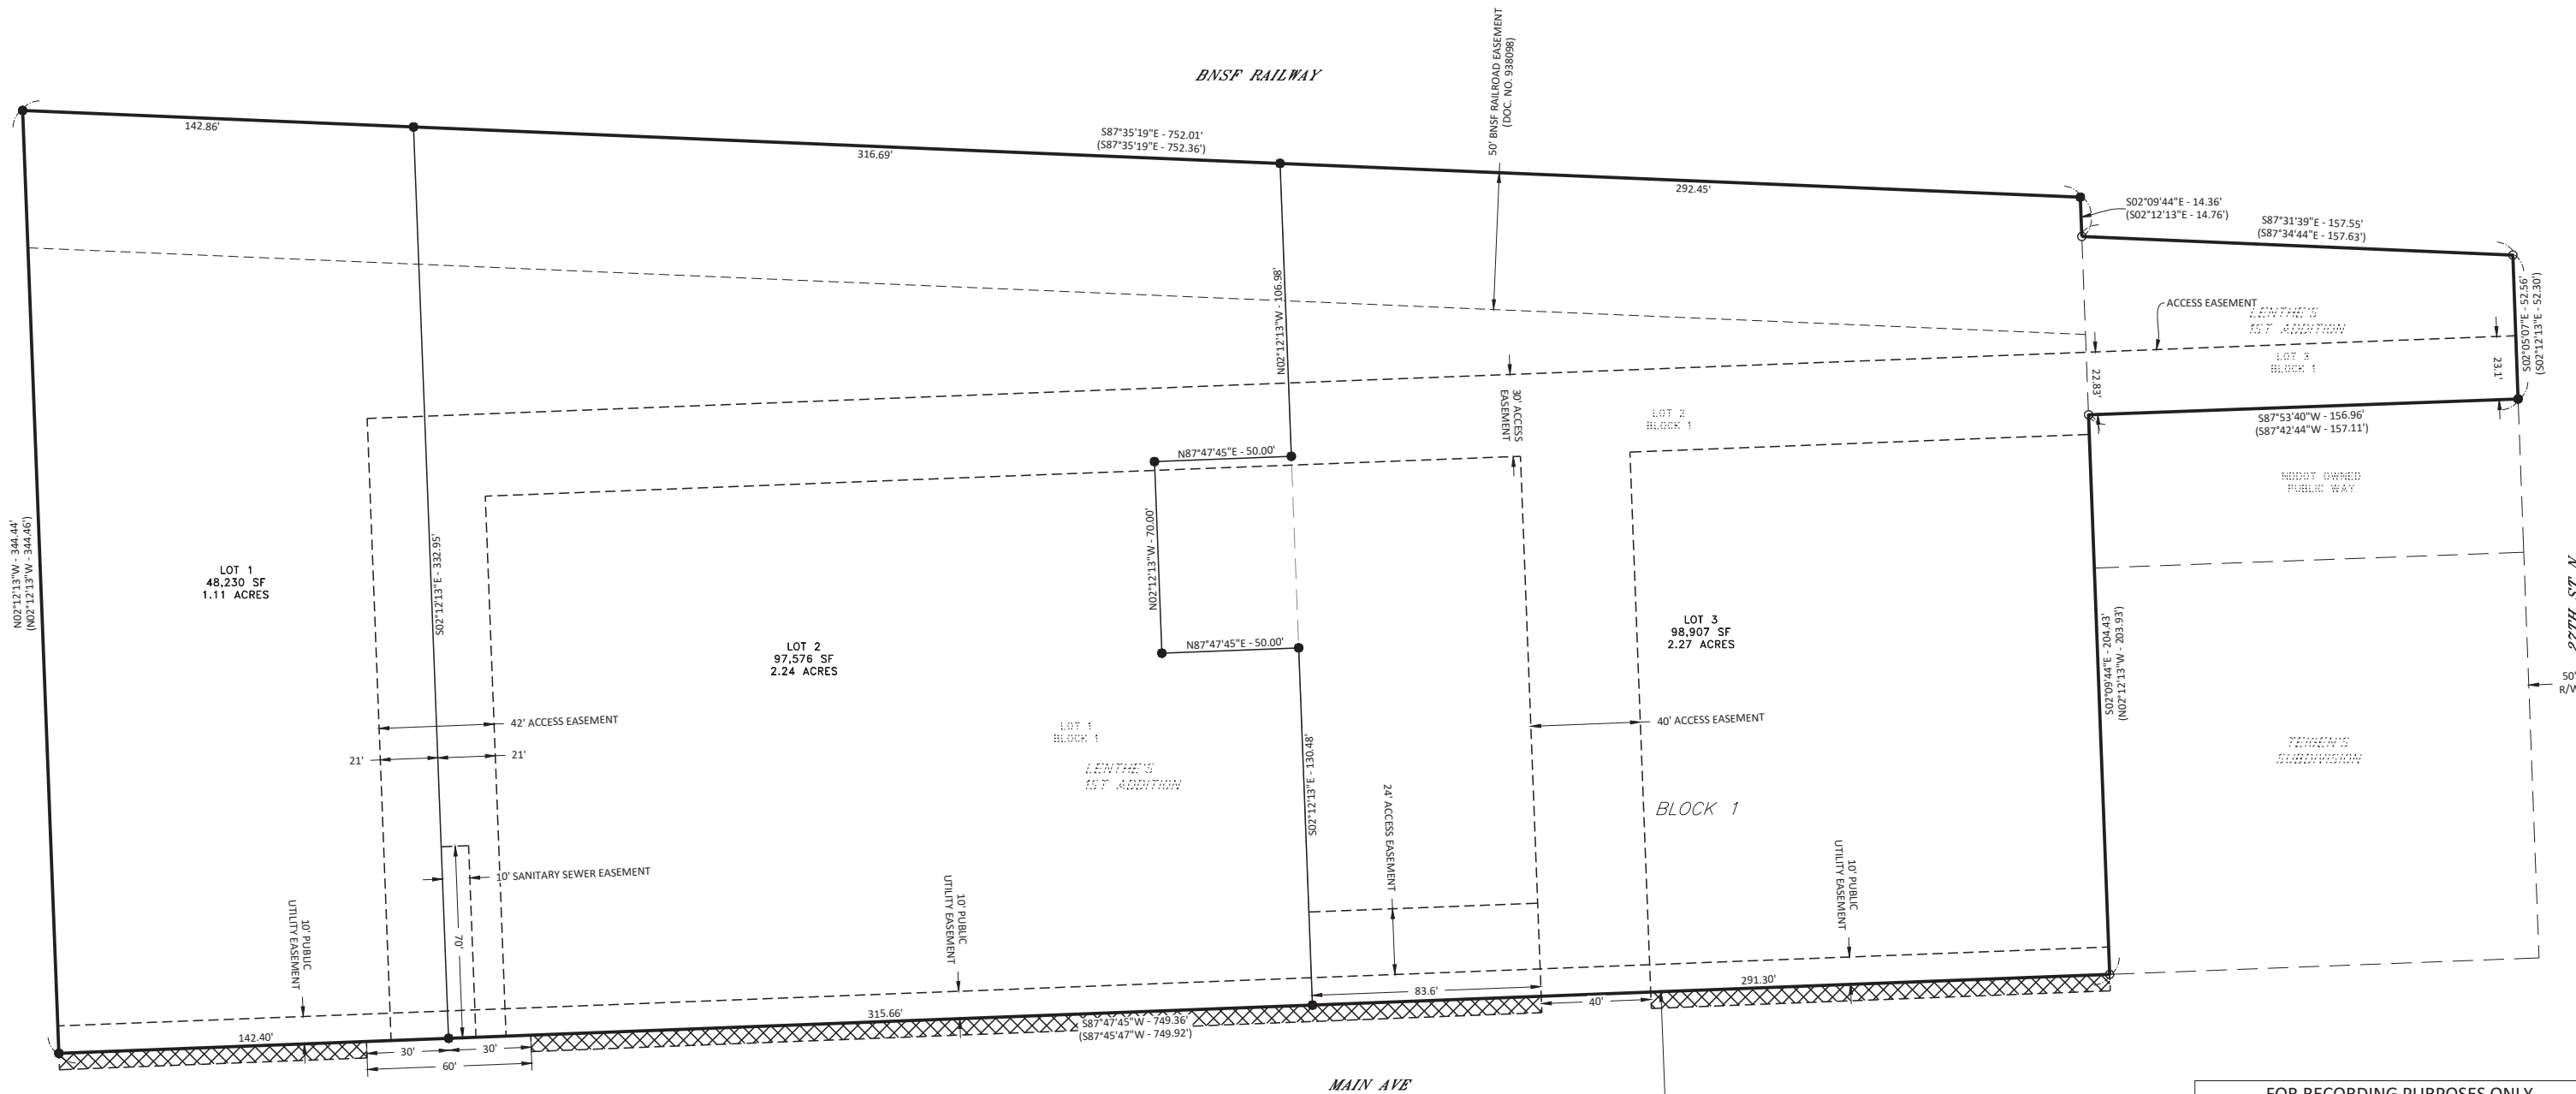 BNSF RAILWAY
50' BNSF RAILROAD EASEMENT
(DOC. NO. 938098)
142.86'
316.69'
S87°35'19"E - 752.01'
(S87°35'19"E - 752.36')
292.45'
S02°09'44"E - 14.36'
(S02°12'13"E - 14.76')
S87°31'39"E - 157.55'
(S87°34'44"E - 157.63')
S02°05'07"E - 52.56'
(S02°12'13"E - 52.30')
ACCESS EASEMENT
LENTHE'S
1ST ADDITION
LOT 3
BLOCK 1
22.83'
23.1'
S87°53'40"W - 156.96'
(S87°42'44"W - 157.11')
N02°12'13"W - 106.98'
30' ACCESS
EASEMENT
LOT 2
BLOCK 1
N87°47'45"E - 50.00'
N02°12'13"W - 70.00'
N87°47'45"E - 50.00'
NDDOT OWNED
PUBLIC WAY
N02°12'13"W - 344.44'
(N02°12'13"W - 344.46')
LOT 1
48,230 SF
1.11 ACRES
S02°12'13"E - 332.95'
LOT 2
97,576 SF
2.24 ACRES
LOT 3
98,907 SF
2.27 ACRES
S02°09'44"E - 204.43'
(N02°12'13"W - 203.93')
22TH ST N
50'
R/W
42' ACCESS EASEMENT
21'
21'
LOT 1
BLOCK 1
LENTHE'S
1ST ADDITION
40' ACCESS EASEMENT
TEIGEN'S
SUBDIVISION
S02°12'13"E - 130.48'
24' ACCESS EASEMENT
BLOCK 1
10' SANITARY SEWER EASEMENT
70'
10' PUBLIC
UTILITY EASEMENT
10' PUBLIC
UTILITY EASEMENT
10' PUBLIC
UTILITY EASEMENT
142.40'
30'
30'
60'
315.66'
S87°47'45"W - 749.36'
(S87°45'47"W - 749.92')
83.6'
40'
291.30'
MAIN AVE
FOR RECORDING PURPOSES ONLY